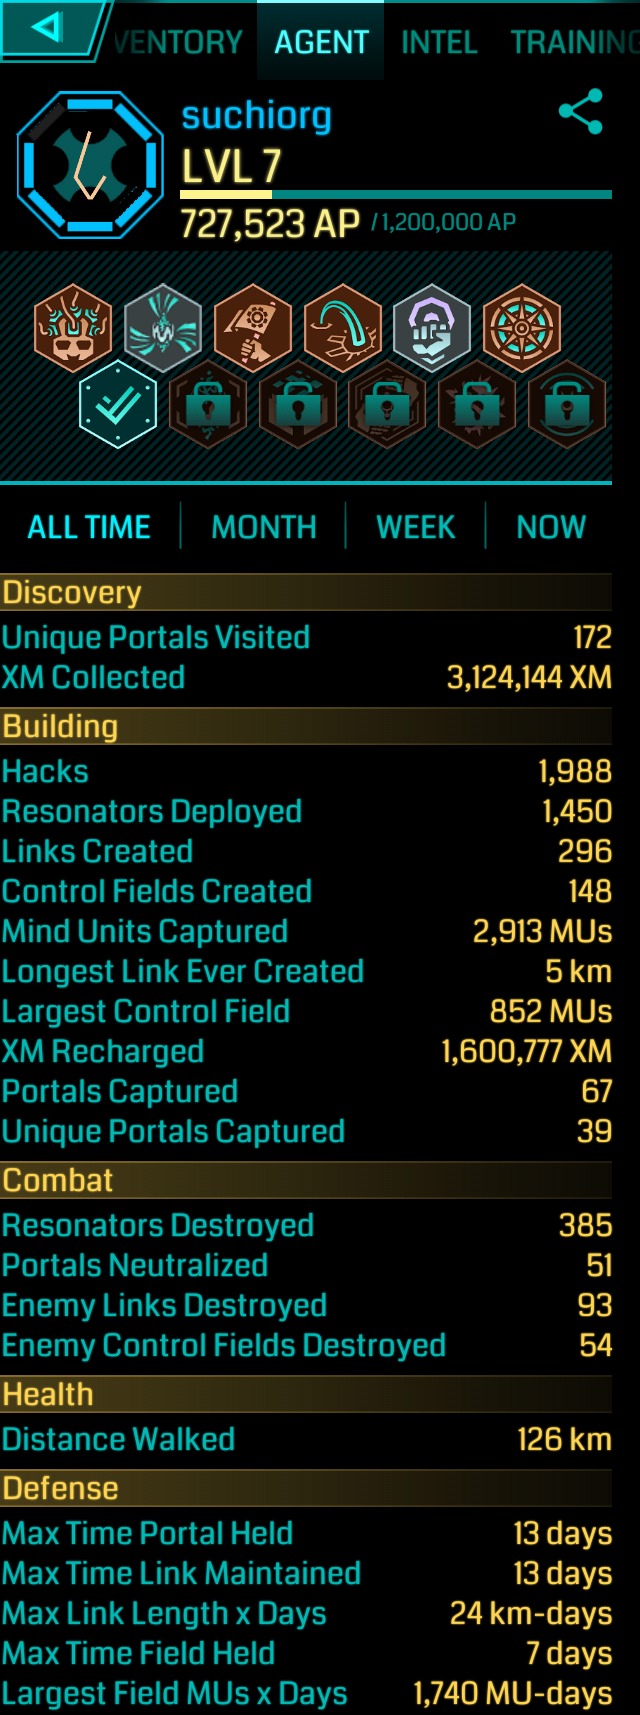 VENTORY AGENT INTEL TRAINING
suchiorg
LVL 7
727,523 AP / 1,200,000 AP
ALL TIME MONTH WEEK NOW
Discovery
Unique Portals Visited 172
XM Collected 3,124,144 XM
Building
Hacks 1,988
Resonators Deployed 1,450
Links Created 296
Control Fields Created 148
Mind Units Captured 2,913 MUs
Longest Link Ever Created 5 km
Largest Control Field 852 MUs
XM Recharged 1,600,777 XM
Portals Captured 67
Unique Portals Captured 39
Combat
Resonators Destroyed 385
Portals Neutralized 51
Enemy Links Destroyed 93
Enemy Control Fields Destroyed 54
Health
Distance Walked 126 km
Defense
Max Time Portal Held 13 days
Max Time Link Maintained 13 days
Max Link Length x Days 24 km-days
Max Time Field Held 7 days
Largest Field MUs x Days 1,740 MU-days